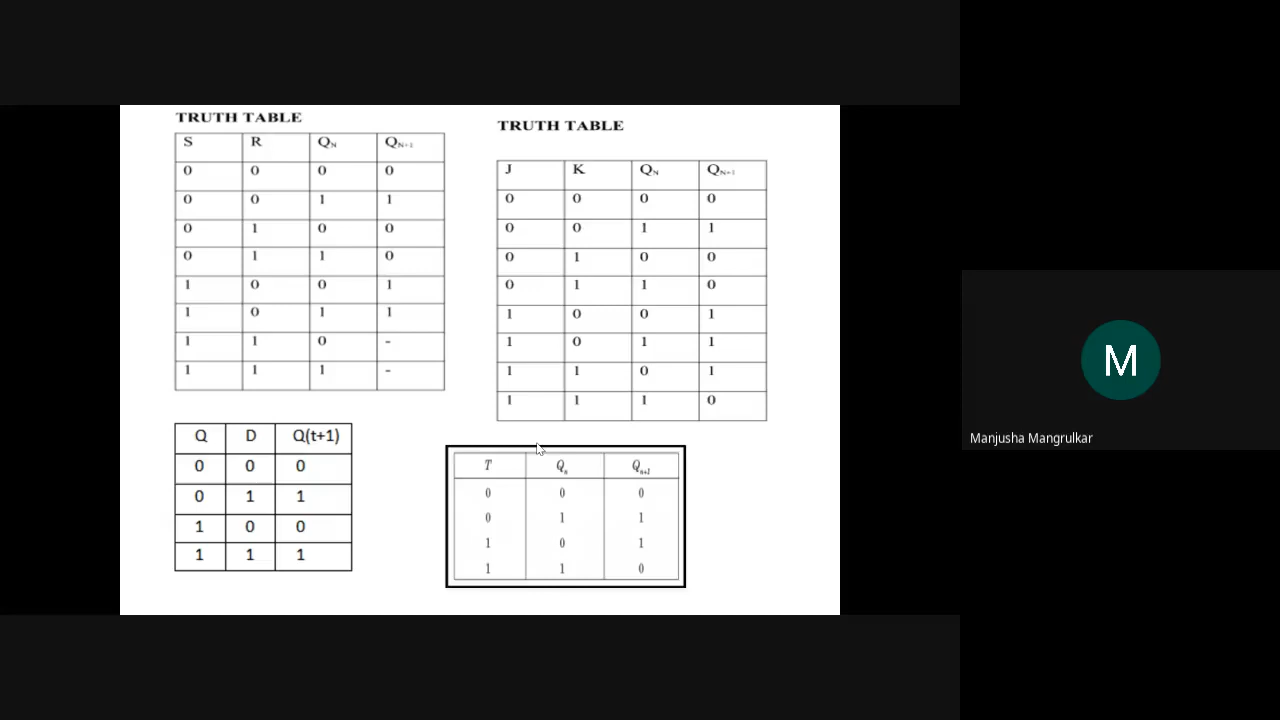 TRUTH TABLE
S R QN QN+1
0 0 0 0
0 0 1 1
0 1 0 0
0 1 1 0
1 0 0 1
1 0 1 1
1 1 0 -
1 1 1 -
TRUTH TABLE
J K QN QN+1
0 0 0 0
0 0 1 1
0 1 0 0
0 1 1 0
1 0 0 1
1 0 1 1
1 1 0 1
1 1 1 0
Q D Q(t+1)
0 0 0
0 1 1
1 0 0
1 1 1
T Qn Qn+1
0 0 0
0 1 1
1 0 1
1 1 0
M
Manjusha Mangrulkar